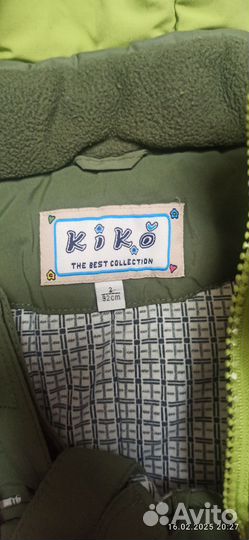 KIKO
THE BEST COLLECTION
2
92cm
Avito
16.02.2025 20:27